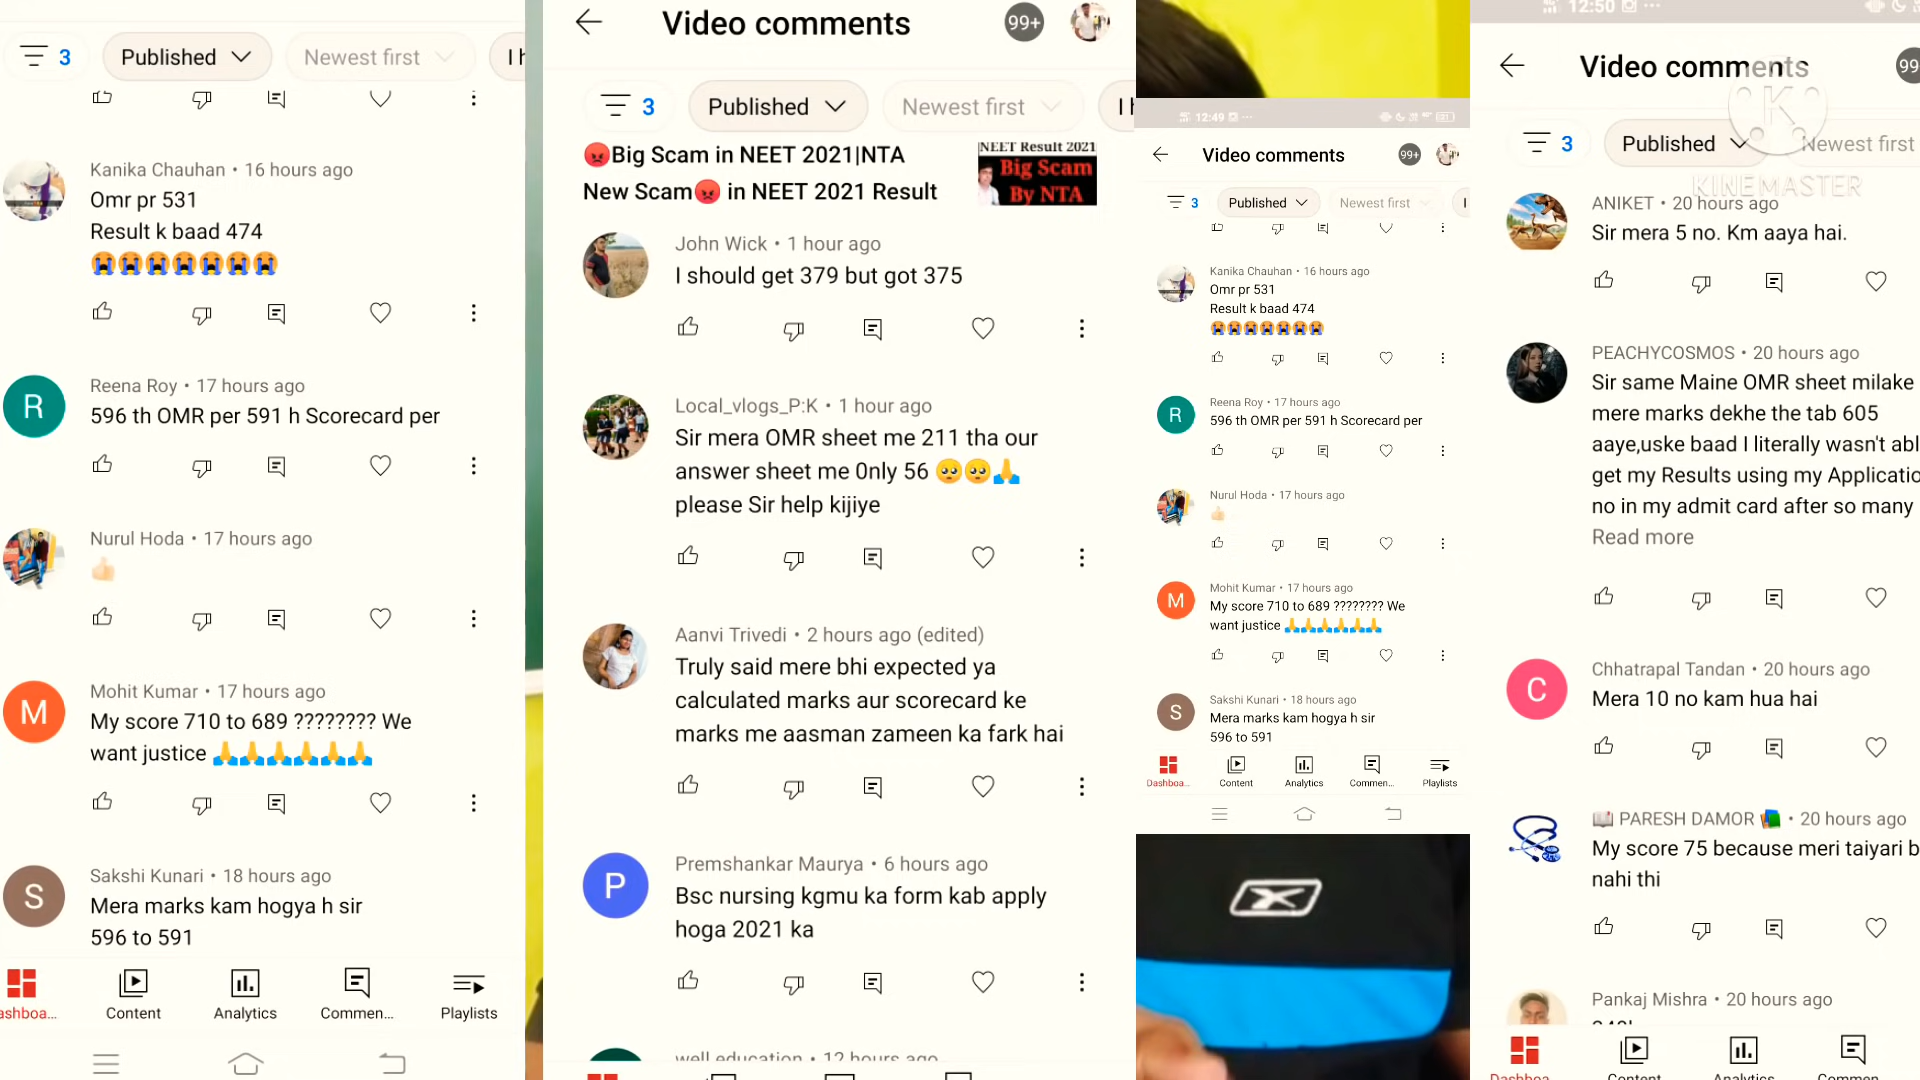 3 Published Newest first
Kanika Chauhan • 16 hours ago
Omr pr 531
Result k baad 474
😭😭😭😭😭😭😭
R
Reena Roy • 17 hours ago
596 th OMR per 591 h Scorecard per
Nurul Hoda • 17 hours ago
👍🏻
M
Mohit Kumar • 17 hours ago
My score 710 to 689 ???????? We
want justice 🙏🙏🙏🙏🙏🙏
S
Sakshi Kunari • 18 hours ago
Mera marks kam hogya h sir
596 to 591
ashboa... Content Analytics Commen... Playlists
Video comments 99+
3 Published Newest first
😡Big Scam in NEET 2021|NTA
New Scam😡 in NEET 2021 Result
NEET Result 2021
Big Scam
By NTA
John Wick • 1 hour ago
I should get 379 but got 375
Local_vlogs_P:K • 1 hour ago
Sir mera OMR sheet me 211 tha our
answer sheet me 0nly 56 🥺🥺🙏
please Sir help kijiye
Aanvi Trivedi • 2 hours ago (edited)
Truly said mere bhi expected ya
calculated marks aur scorecard ke
marks me aasman zameen ka fark hai
P
Premshankar Maurya • 6 hours ago
Bsc nursing kgmu ka form kab apply
hoga 2021 ka
well education • 12 hours ago
12:49
Video comments 99+
3 Published Newest first
Kanika Chauhan • 16 hours ago
Omr pr 531
Result k baad 474
😭😭😭😭😭😭😭
R
Reena Roy • 17 hours ago
596 th OMR per 591 h Scorecard per
Nurul Hoda • 17 hours ago
👍🏻
M
Mohit Kumar • 17 hours ago
My score 710 to 689 ???????? We
want justice 🙏🙏🙏🙏🙏🙏
S
Sakshi Kunari • 18 hours ago
Mera marks kam hogya h sir
596 to 591
Dashboa... Content Analytics Commen... Playlists
12:50
Video comments 99
3 Published Newest first
K
KINEMASTER
ANIKET • 20 hours ago
Sir mera 5 no. Km aaya hai.
PEACHYCOSMOS • 20 hours ago
Sir same Maine OMR sheet milake
mere marks dekhe the tab 605
aaye,uske baad I literally wasn't abl
get my Results using my Applicatio
no in my admit card after so many
Read more
C
Chhatrapal Tandan • 20 hours ago
Mera 10 no kam hua hai
📖 PARESH DAMOR 📚 • 20 hours ago
My score 75 because meri taiyari b
nahi thi
Pankaj Mishra • 20 hours ago
Dashboa Content Analytics Commen